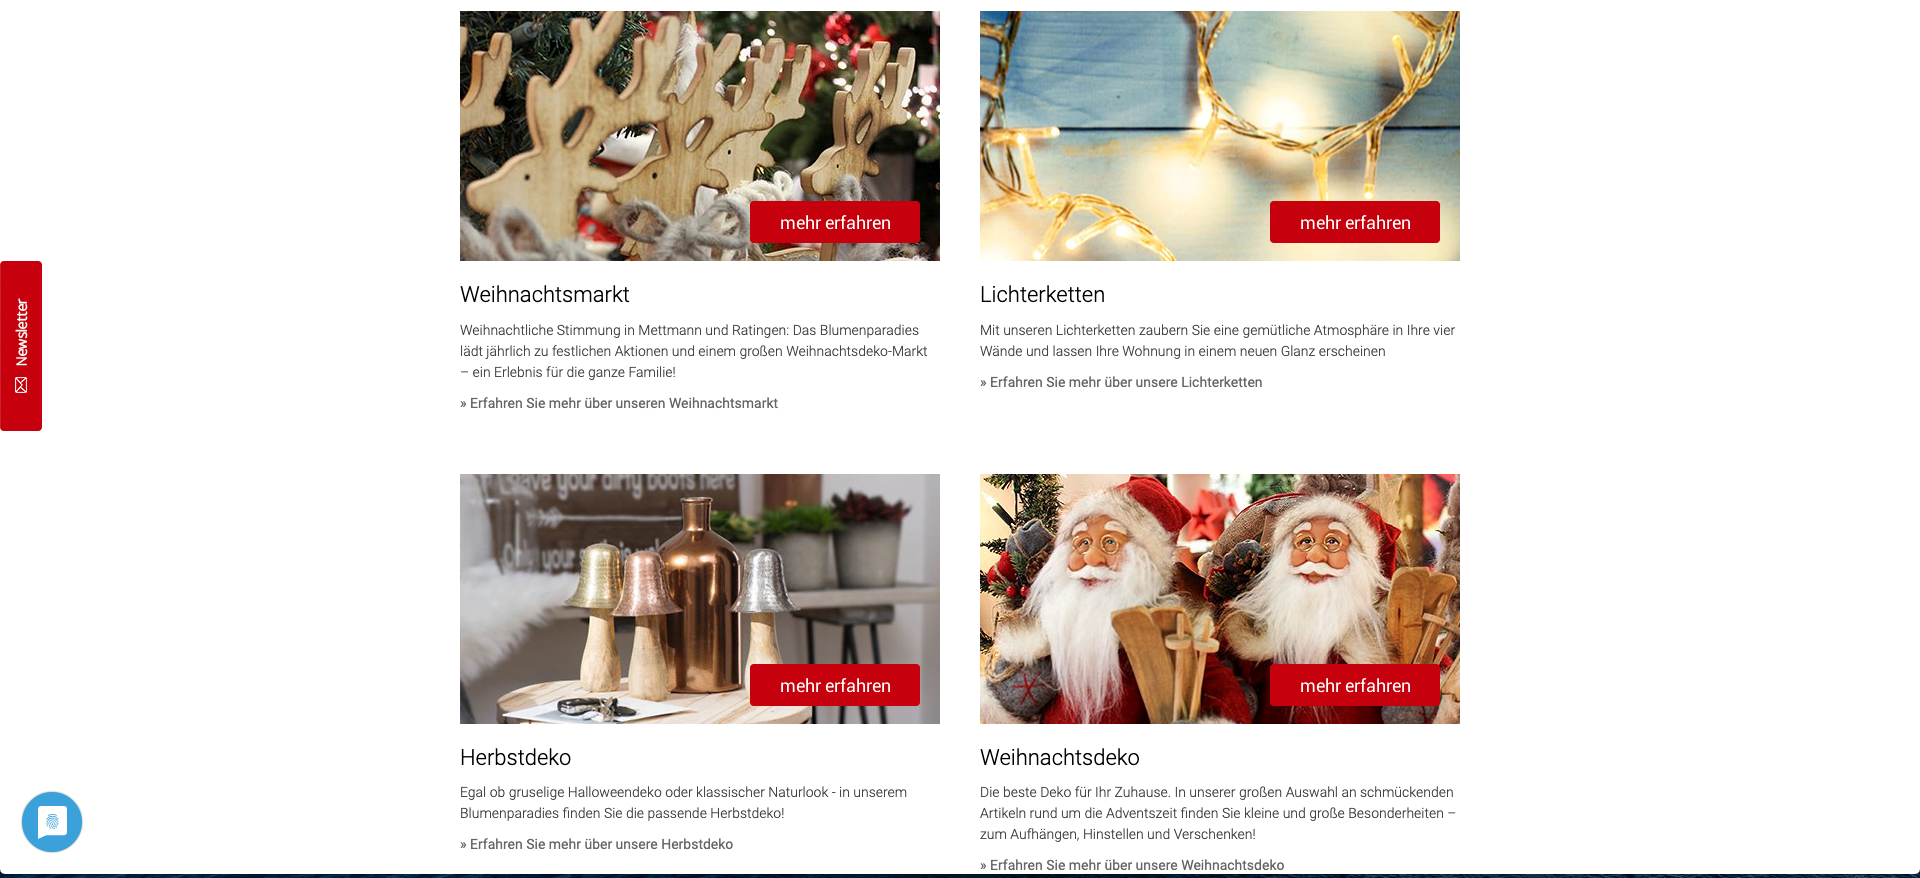 mehr erfahren
mehr erfahren
Weihnachtsmarkt
Weihnachtliche Stimmung in Mettmann und Ratingen: Das Blumenparadies
lädt jährlich zu festlichen Aktionen und einem großen Weihnachtsdeko-Markt
– ein Erlebnis für die ganze Familie!
» Erfahren Sie mehr über unseren Weihnachtsmarkt
Lichterketten
Mit unseren Lichterketten zaubern Sie eine gemütliche Atmosphäre in Ihre vier
Wände und lassen Ihre Wohnung in einem neuen Glanz erscheinen
» Erfahren Sie mehr über unsere Lichterketten
Newsletter
your dirty boots here
Only your
mehr erfahren
mehr erfahren
Herbstdeko
Egal ob gruselige Halloweendeko oder klassischer Naturlook - in unserem
Blumenparadies finden Sie die passende Herbstdeko!
» Erfahren Sie mehr über unsere Herbstdeko
Weihnachtsdeko
Die beste Deko für Ihr Zuhause. In unserer großen Auswahl an schmückenden
Artikeln rund um die Adventszeit finden Sie kleine und große Besonderheiten –
zum Aufhängen, Hinstellen und Verschenken!
» Erfahren Sie mehr über unsere Weihnachtsdeko